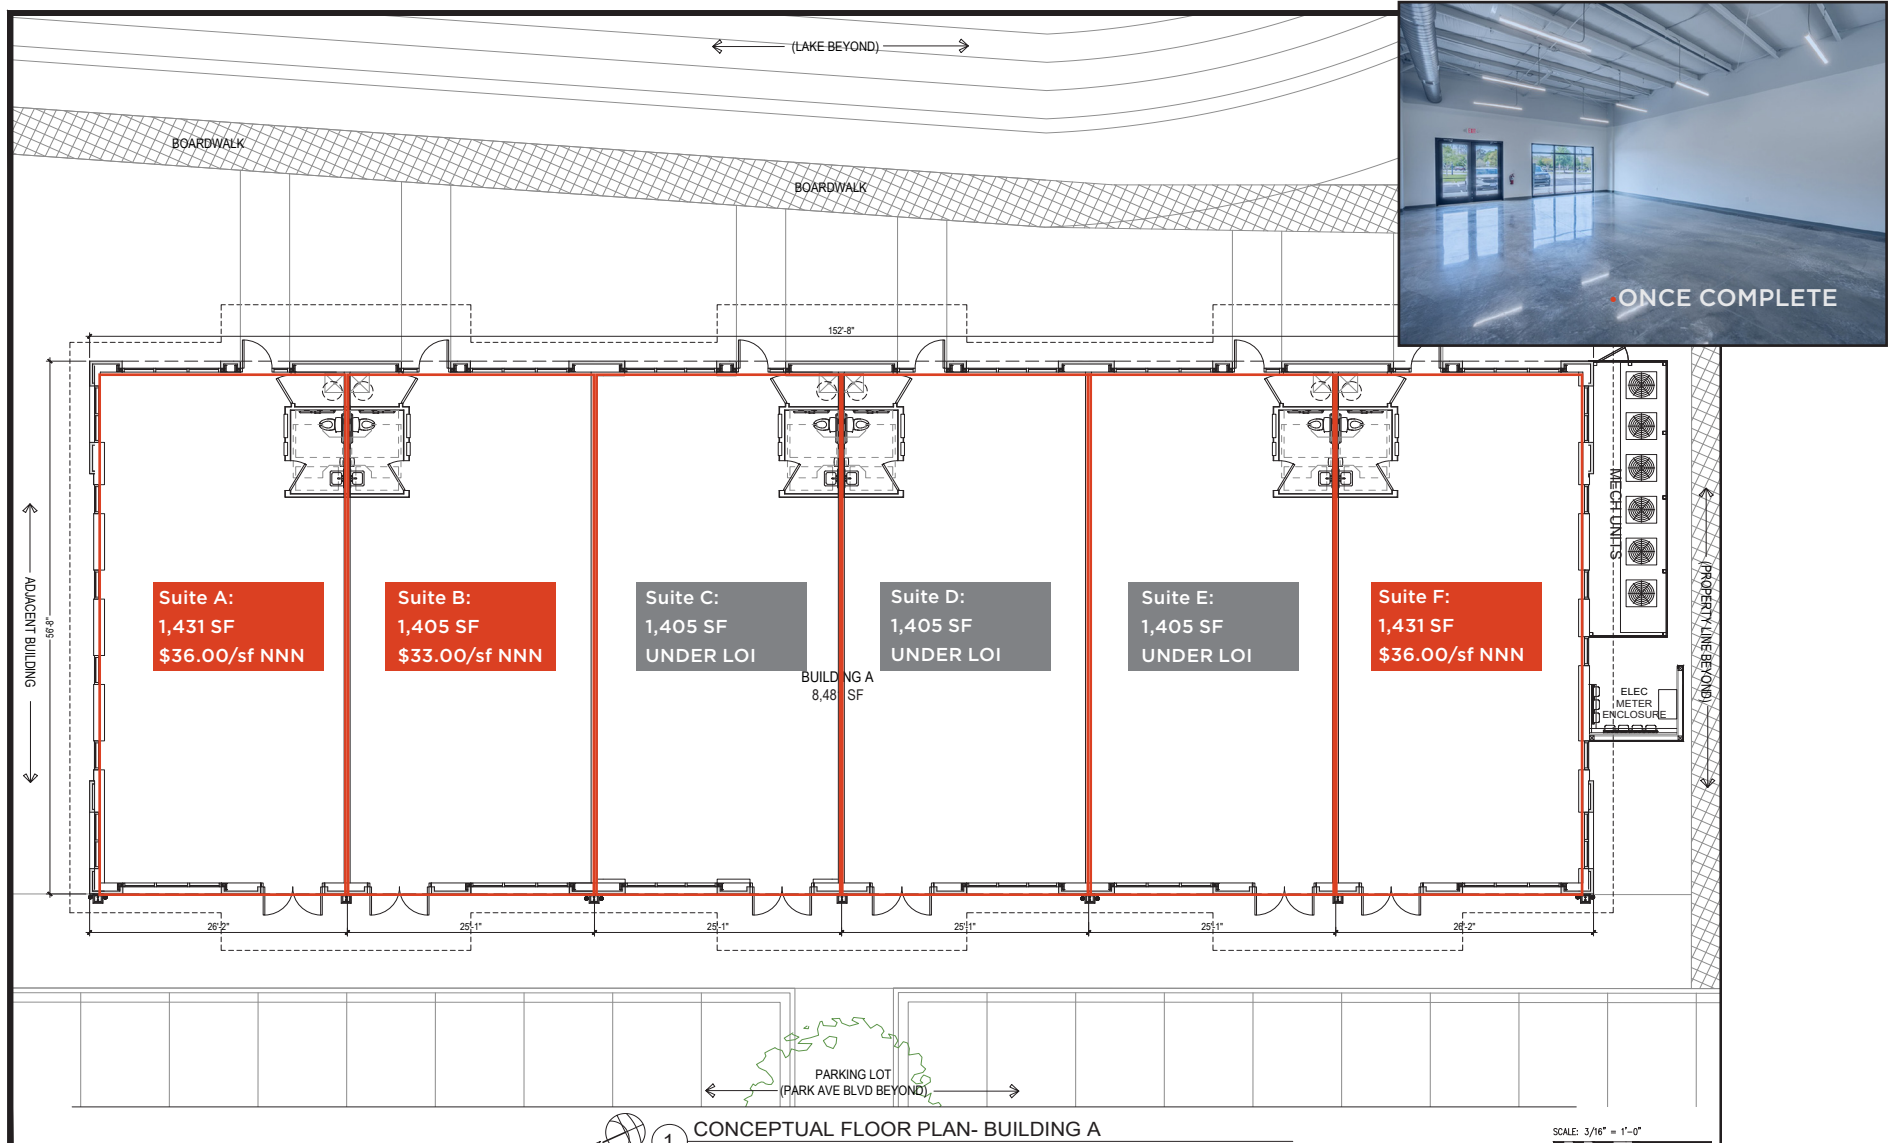 (LAKE BEYOND)
BOARDWALK
BOARDWALK
EXIT
•ONCE COMPLETE
152'-8"
MECH UNITS
ADJACENT BUILDING
56'-8"
(PROPERTY LINE BEYOND)
Suite A:
1,431 SF
$36.00/sf NNN
Suite B:
1,405 SF
$33.00/sf NNN
Suite C:
1,405 SF
UNDER LOI
Suite D:
1,405 SF
UNDER LOI
Suite E:
1,405 SF
UNDER LOI
Suite F:
1,431 SF
$36.00/sf NNN
BUILDING A
SF
ELEC
METER
ENCLOSURE
26'-2"
25'-1"
25'-1"
25'-1"
25'-1"
26'-2"
PARKING LOT
(PARK AVE BLVD BEYOND)
1
CONCEPTUAL FLOOR PLAN- BUILDING A
SCALE: 3/16" = 1'-0"